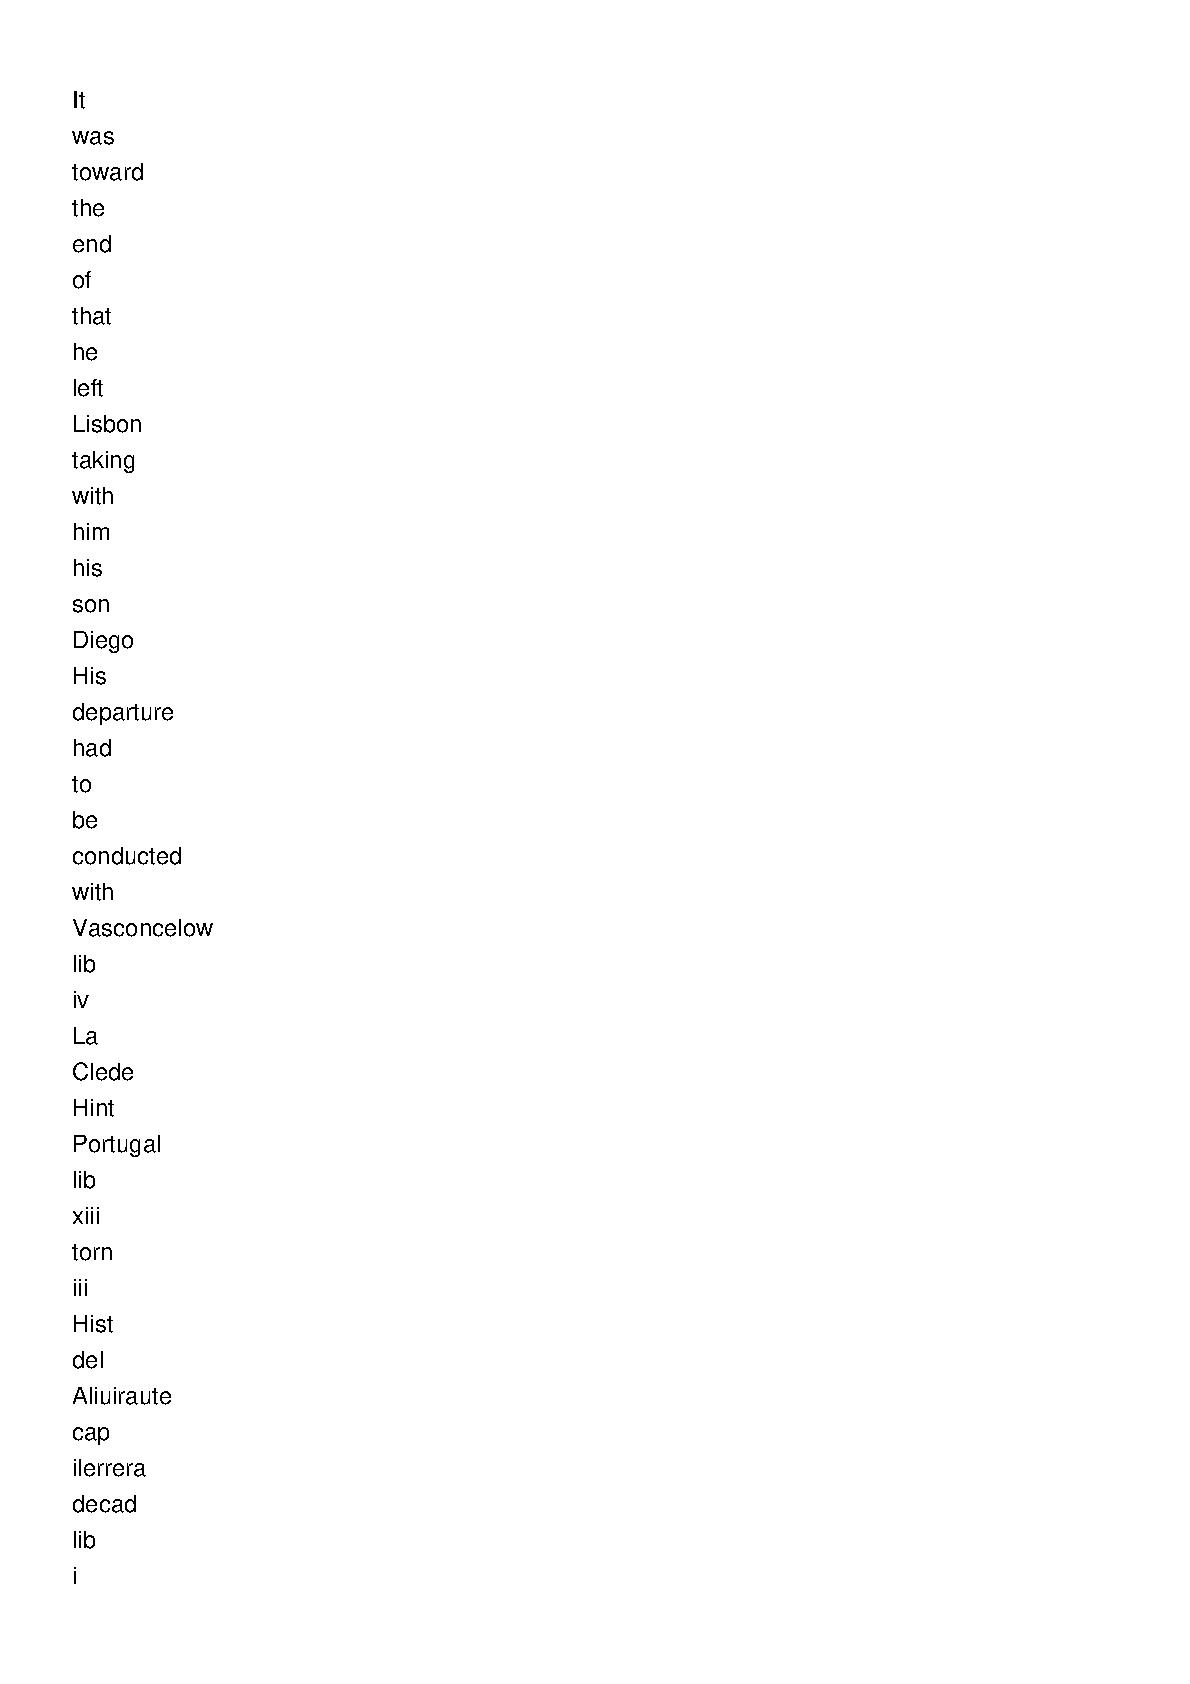 It
was
toward
the
end
of
that
he
left
Lisbon
taking
with
him
his
son
Diego
His
departure
had
to
be
conducted
with
Vasconcelow
lib
iv
La
Clede
Hint
Portugal
lib
xiii
torn
iii
Hist
del
Aliuiraute
cap
ilerrera
decad
lib
i